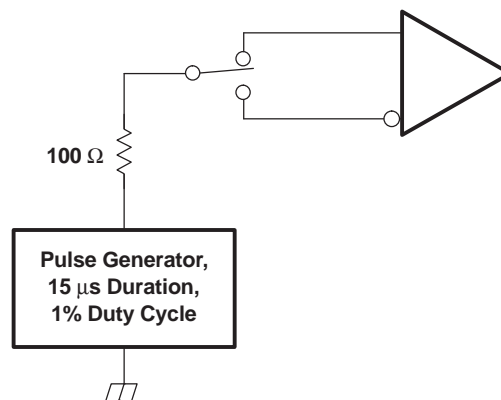 100 Ω
Pulse Generator,
15 μs Duration,
1% Duty Cycle